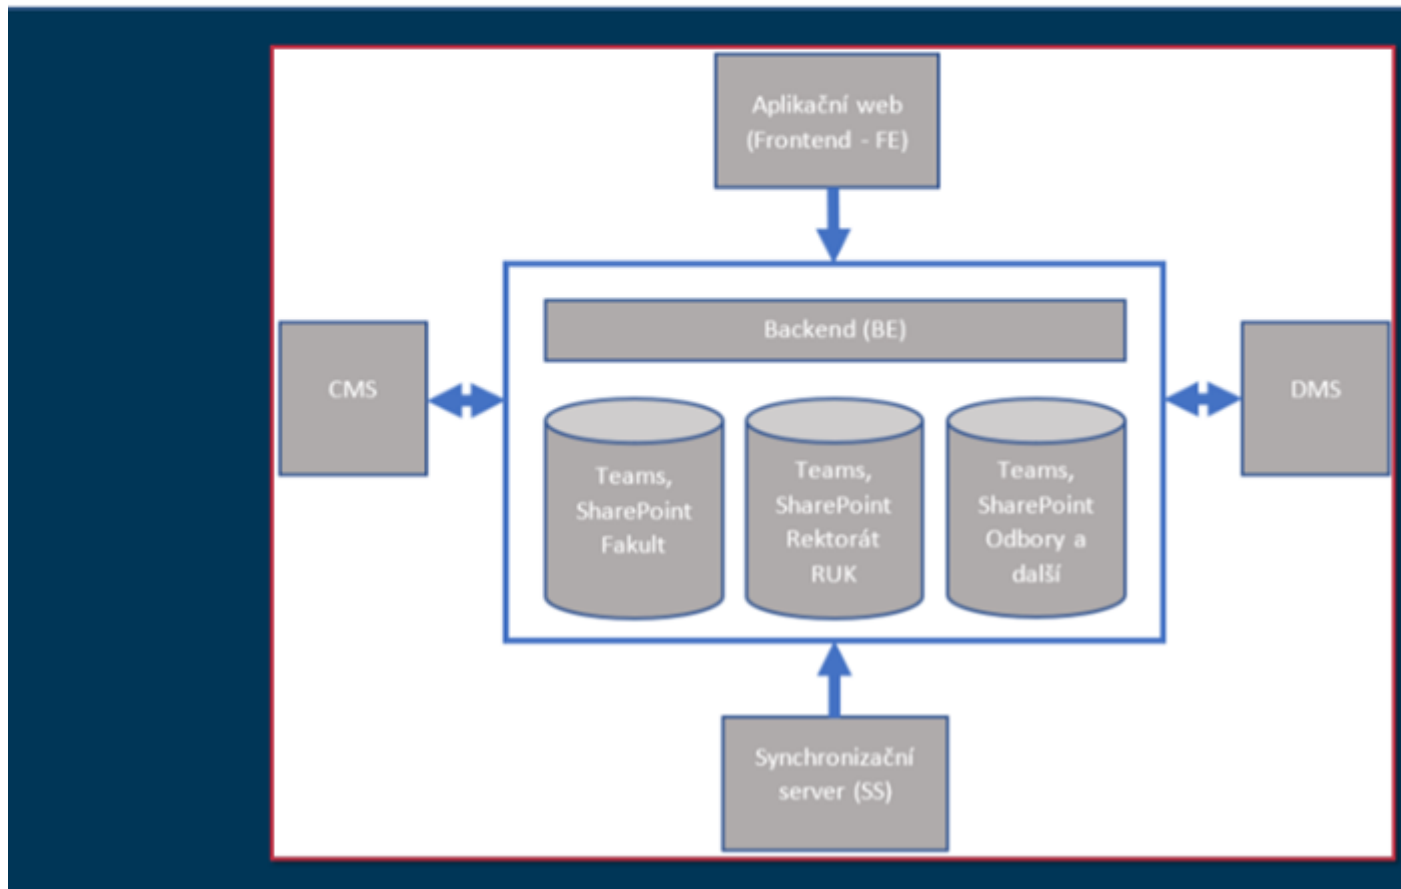 Aplikační web
(Frontend - FE)
Backend (BE)
CMS
DMS
Teams,
SharePoint
Fakult
Teams,
SharePoint
Rektorát
RUK
Teams,
SharePoint
Odbory a
další
Synchronizační
server (SS)